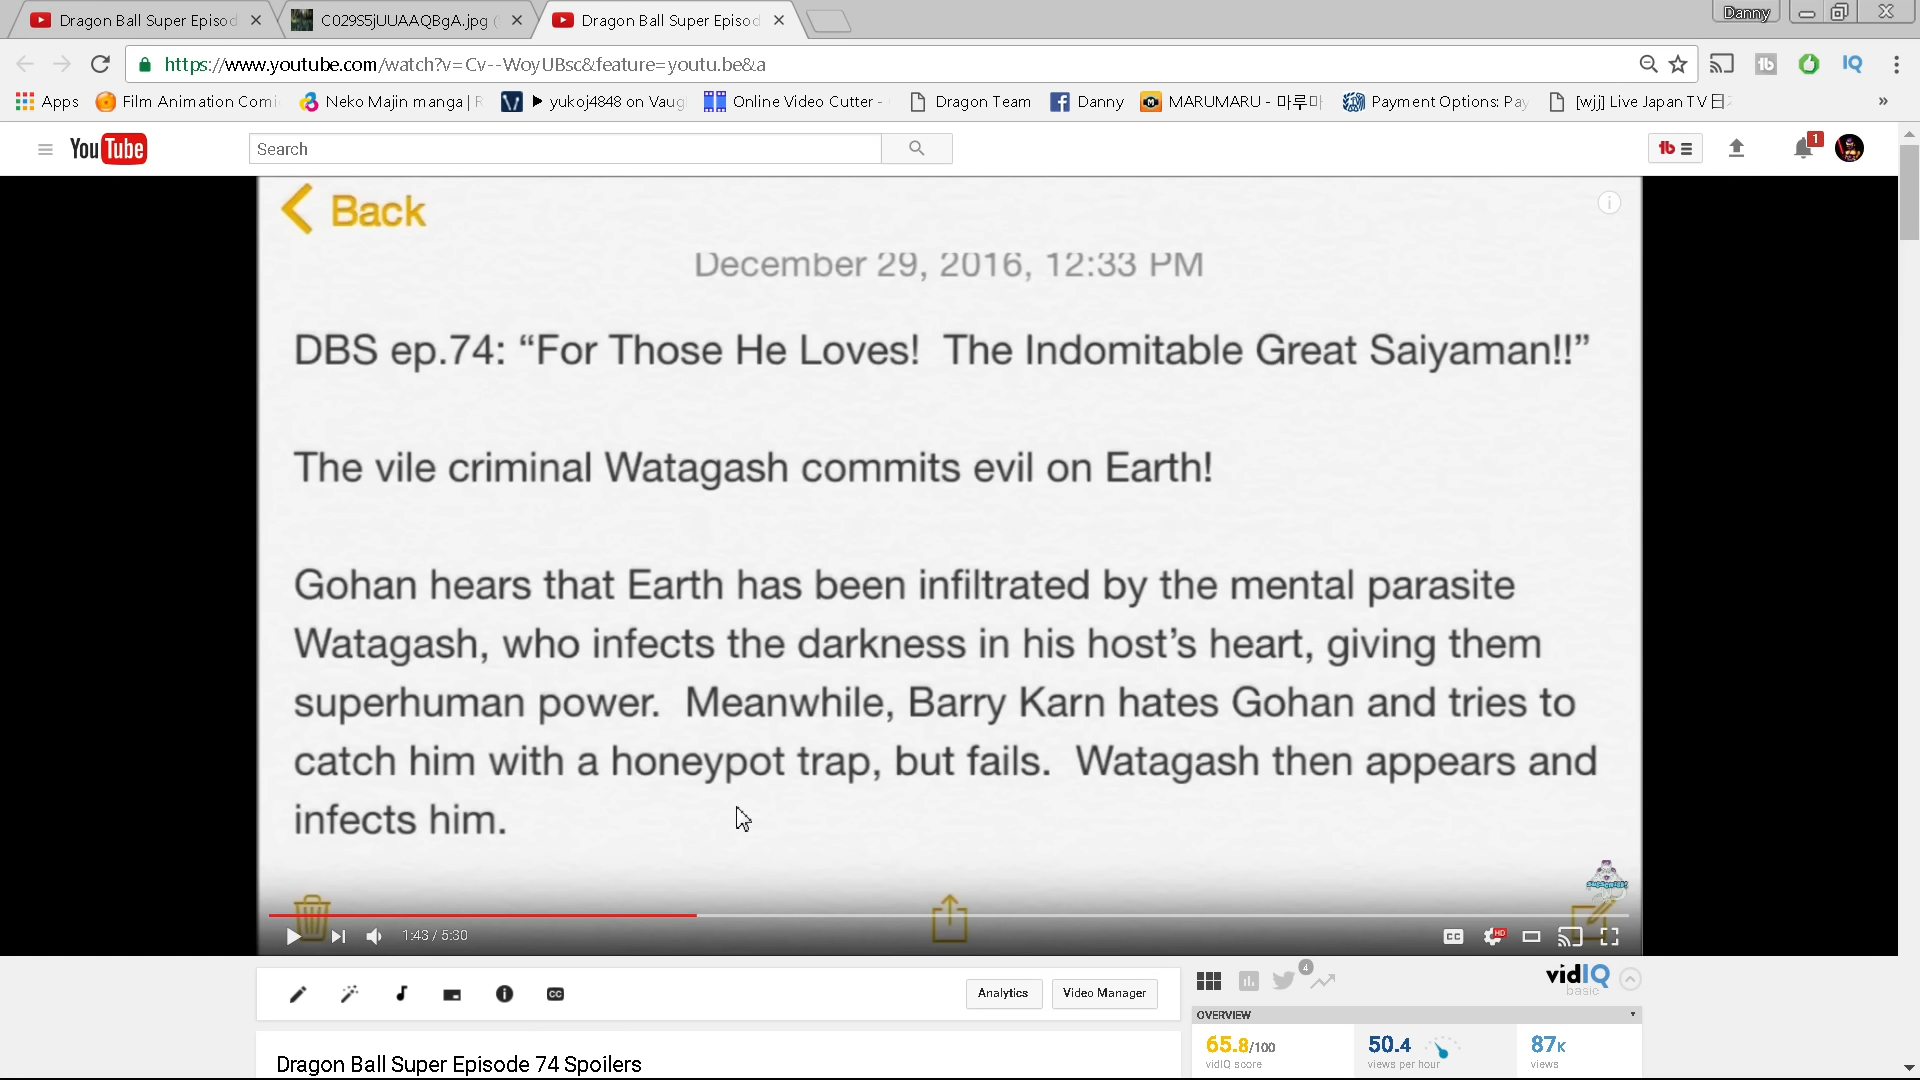 Dragon Ball Super Episod
C029S5jUUAAQBgA.jpg (
Dragon Ball Super Episod
Danny
https://www.youtube.com/watch?v=Cv--WoyUBsc&feature=youtu.be&a
Apps
Film Animation Comi
Neko Majin manga | R
yukoj4848 on Vaug
Online Video Cutter -
Dragon Team
Danny
MARUMARU - 마루마
Payment Options: Pay
[wjj] Live Japan TV 日
»
YouTube
Search
1
Back
December 29, 2016, 12:33 PM
DBS ep.74: “For Those He Loves!  The Indomitable Great Saiyaman!!”
The vile criminal Watagash commits evil on Earth!
Gohan hears that Earth has been infiltrated by the mental parasite
Watagash, who infects the darkness in his host’s heart, giving them
superhuman power.  Meanwhile, Barry Karn hates Gohan and tries to
catch him with a honeypot trap, but fails.  Watagash then appears and
infects him.
1:43 / 5:30
CC
HD
CC
Analytics
Video Manager
4
vidIQ
basic
OVERVIEW
65.8/100
vidIQ score
50.4
views per hour
87K
views
Dragon Ball Super Episode 74 Spoilers